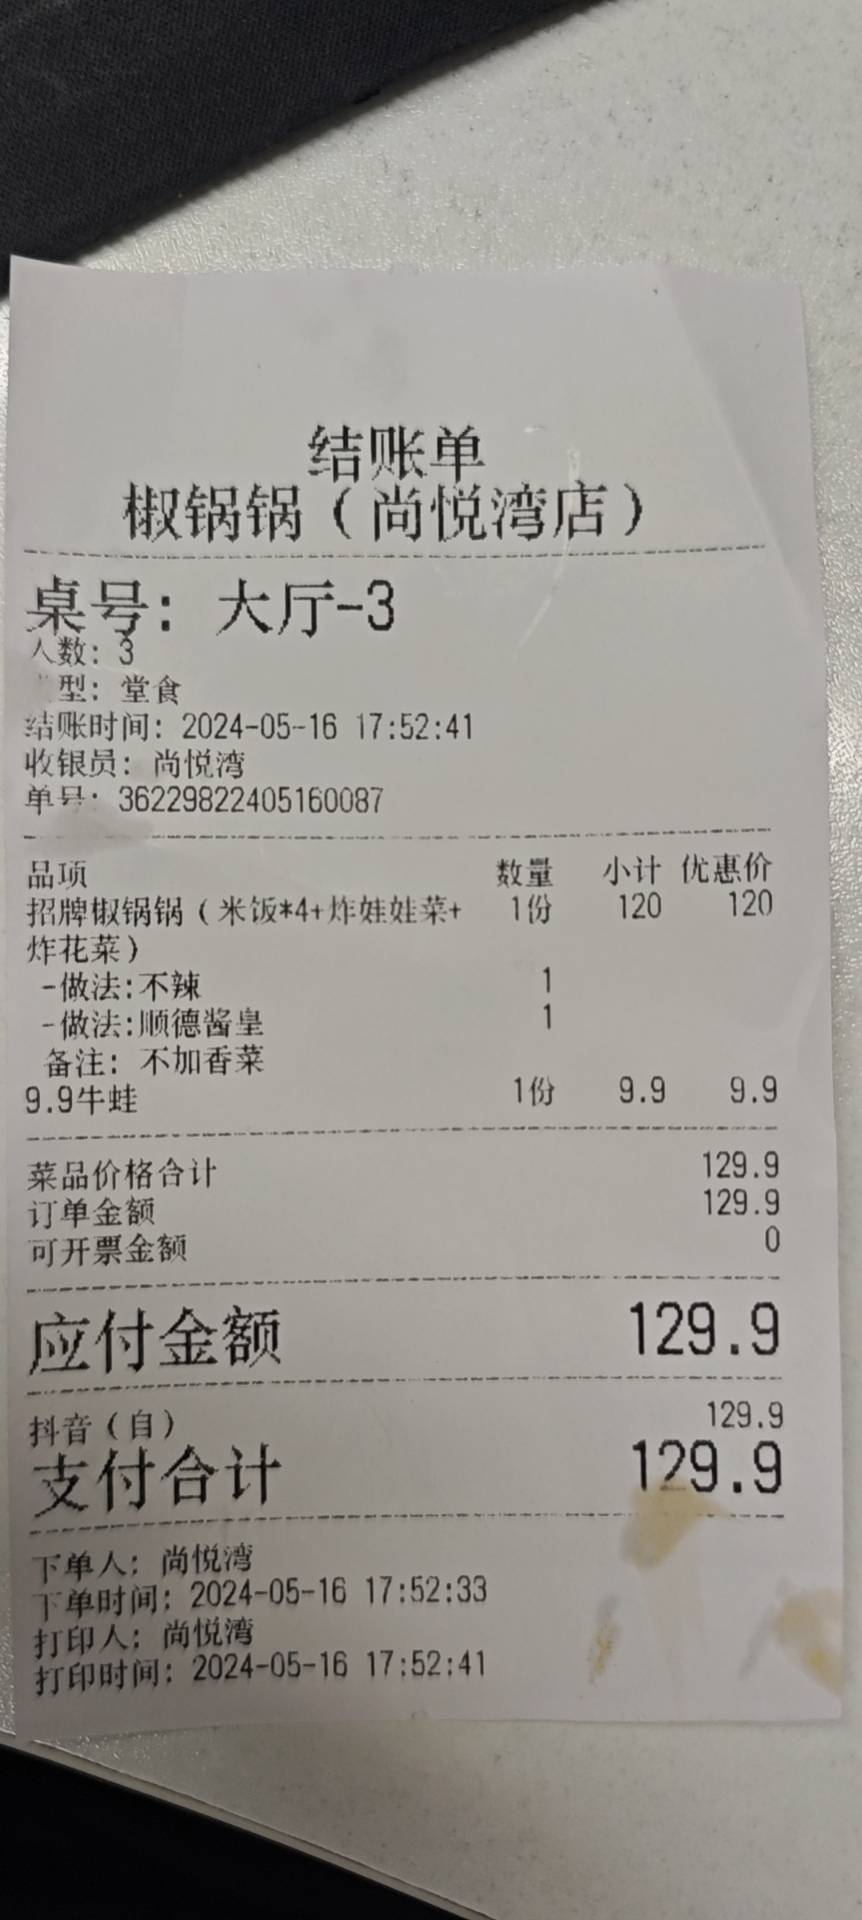 结账单
椒锅锅（尚悦湾店）
桌号：大厅-3
人数：3
型：堂食
结账时间：2024-05-16 17:52:41
收银员：尚悦湾
单号：36229822405160087
品项 数量 小计 优惠价
招牌椒锅锅（米饭*4+炸娃娃菜+ 1份 120 120
炸花菜）
-做法:不辣 1
-做法:顺德酱皇 1
备注：不加香菜
9.9牛蛙 1份 9.9 9.9
菜品价格合计 129.9
订单金额 129.9
可开票金额 0
应付金额 129.9
抖音（自） 129.9
支付合计 129.9
下单人：尚悦湾
下单时间：2024-05-16 17:52:33
打印人：尚悦湾
打印时间：2024-05-16 17:52:41